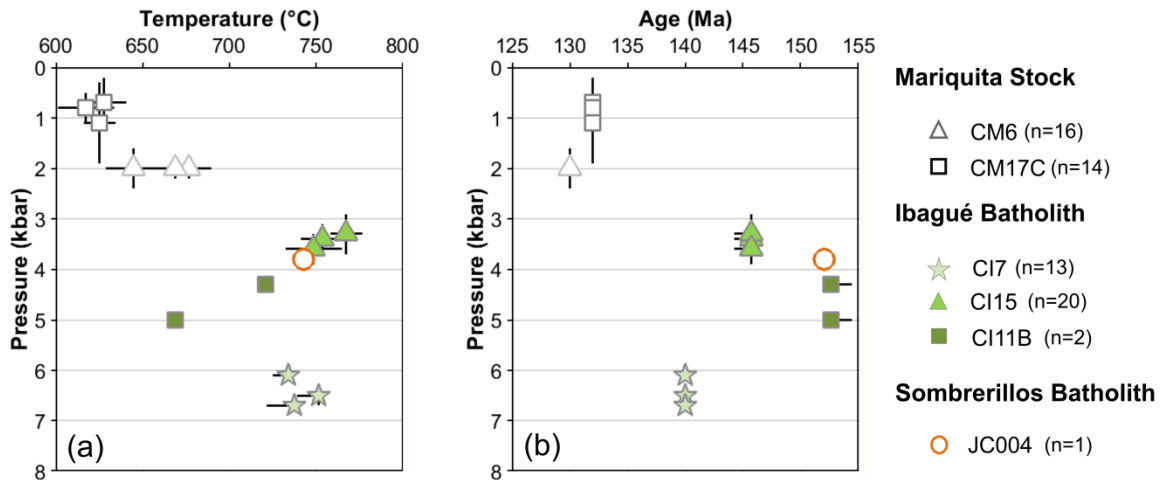 Temperature (°C)
600 650 700 750 800
0
1
2
3
4
5
6
7
8
Pressure (kbar)
(a)
Age (Ma)
125 130 135 140 145 150 155
0
1
2
3
4
5
6
7
8
Pressure (kbar)
(b)
Mariquita Stock
CM6 (n=16)
CM17C (n=14)
Ibagué Batholith
CI7 (n=13)
CI15 (n=20)
CI11B (n=2)
Sombrerillos Batholith
JC004 (n=1)